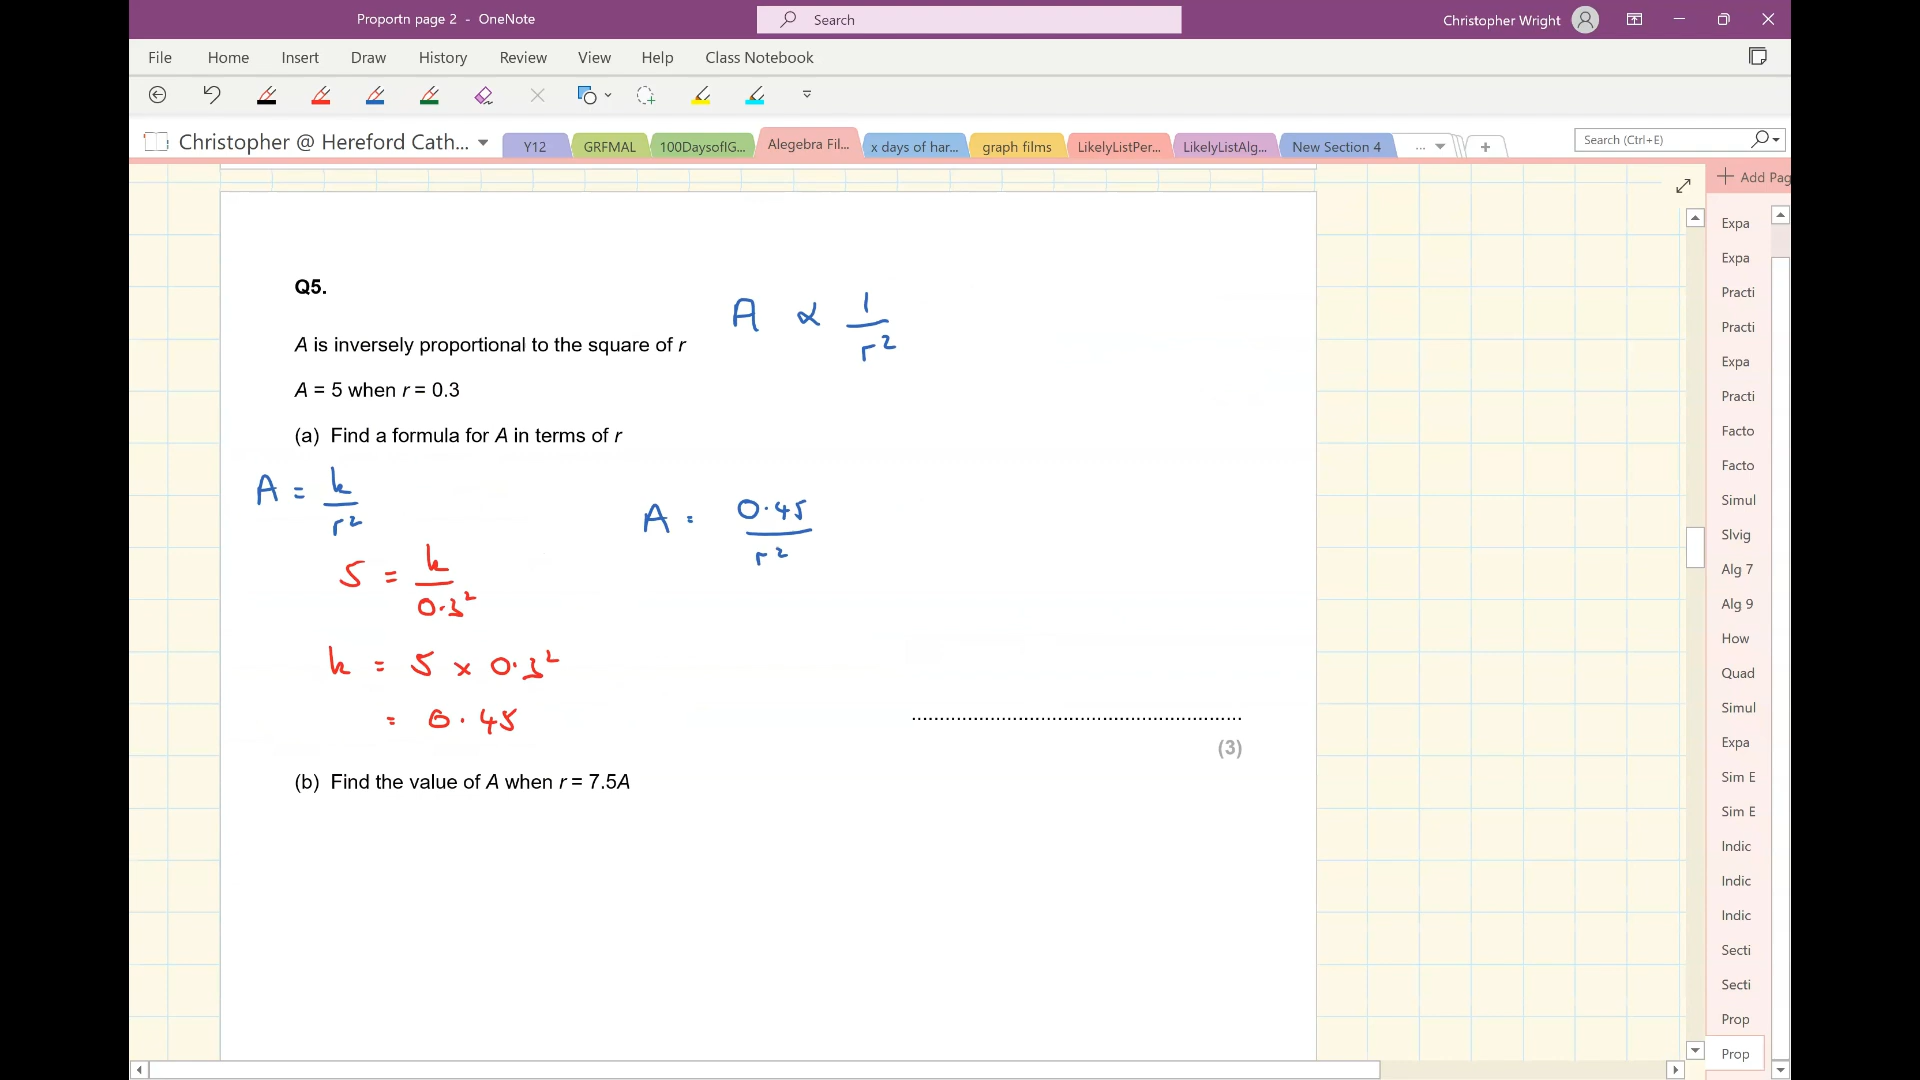 Proportn page 2 - OneNote
Search
Christopher Wright
File Home Insert Draw History Review View Help Class Notebook
Christopher @ Hereford Cath...
Y12 GRFMAL 100DaysofIG... Alegebra Fil... x days of har... graph films LikelyListPer... LikelyListAlg... New Section 4 ... +
Search (Ctrl+E)
Add Pag
Q5.
A ∝ 1/r²
A is inversely proportional to the square of r
A = 5 when r = 0.3
(a) Find a formula for A in terms of r
A = k/r²
A = 0.45/r²
5 = k/0.3²
k = 5 × 0.3²
= 0.45
(3)
(b) Find the value of A when r = 7.5A
Expa
Expa
Practi
Practi
Expa
Practi
Facto
Facto
Simul
Slvig
Alg 7
Alg 9
How
Quad
Simul
Expa
Sim E
Sim E
Indic
Indic
Indic
Secti
Secti
Prop
Prop